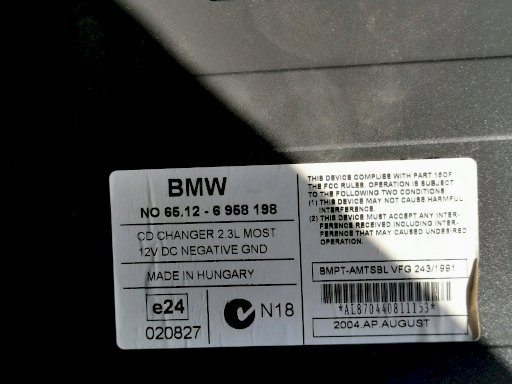 BMW
NO 65.12 - 6 958 198
CD CHANGER 2.3L MOST
12V DC NEGATIVE GND
MADE IN HUNGARY
e24
020827
N18
THIS DEVICE COMPLIES WITH PART 15OF
THE FCC RULES. OPERATION IS SUBJECT
TO THE FOLLOWING TWO CONDITIONS:
(1) THIS DEVICE MAY NOT CAUSE HARMFUL
INTERFERENCE.
(2) THIS DEVICE MUST ACCEPT ANY INTER-
FERENCE RECEIVED INCLUDING INTER-
FERENCE THAT MAY CAUSED UNDESIRED
OPERATION.
BMPT-AMTSBL VFG 243/1991
*AL870440811153*
2004.AP.AUGUST